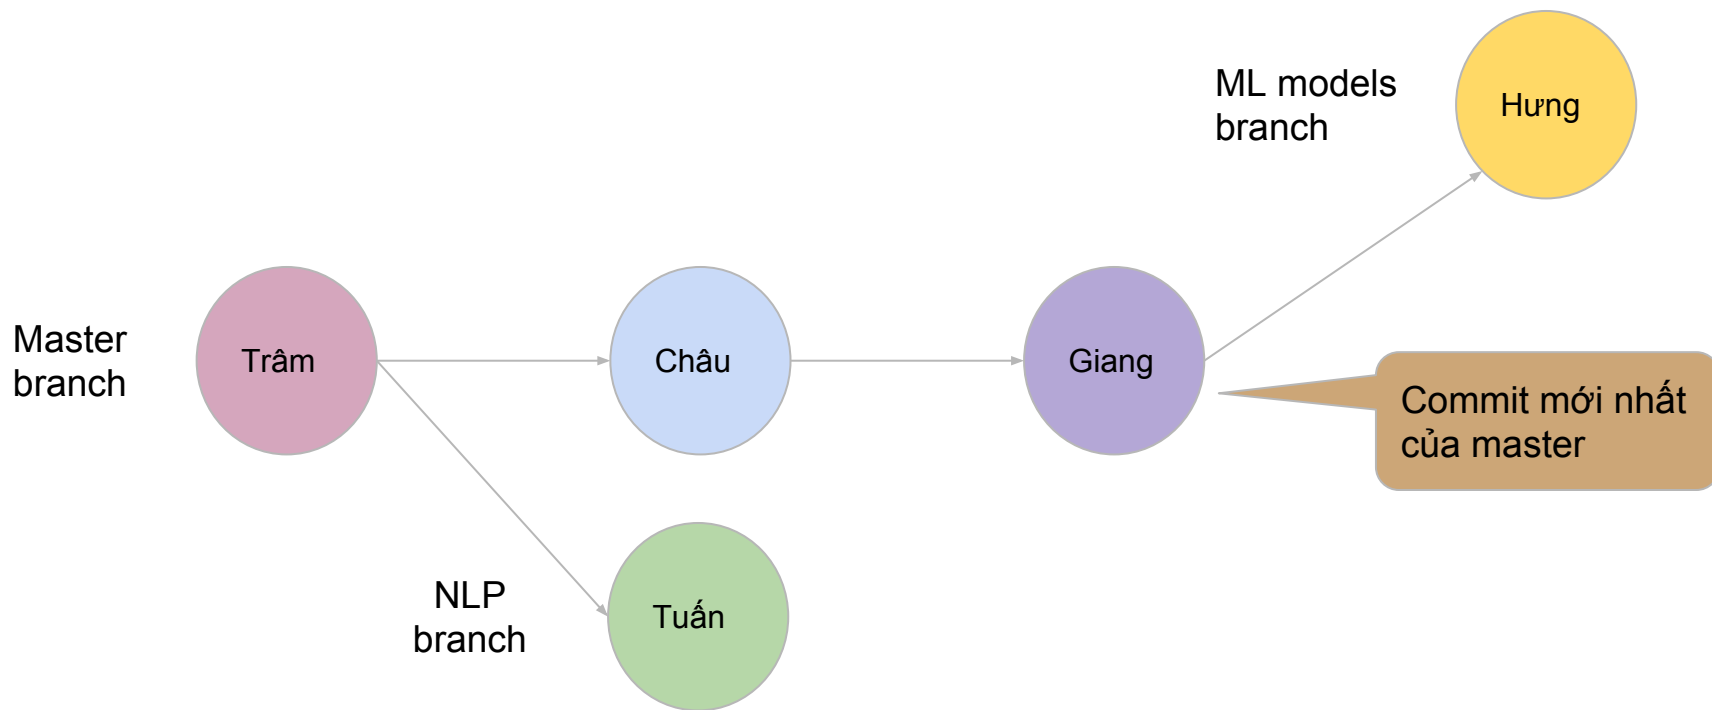 ML models
branch
Hưng
Master
branch
Trâm
Châu
Giang
Commit mới nhất
của master
NLP
branch
Tuấn